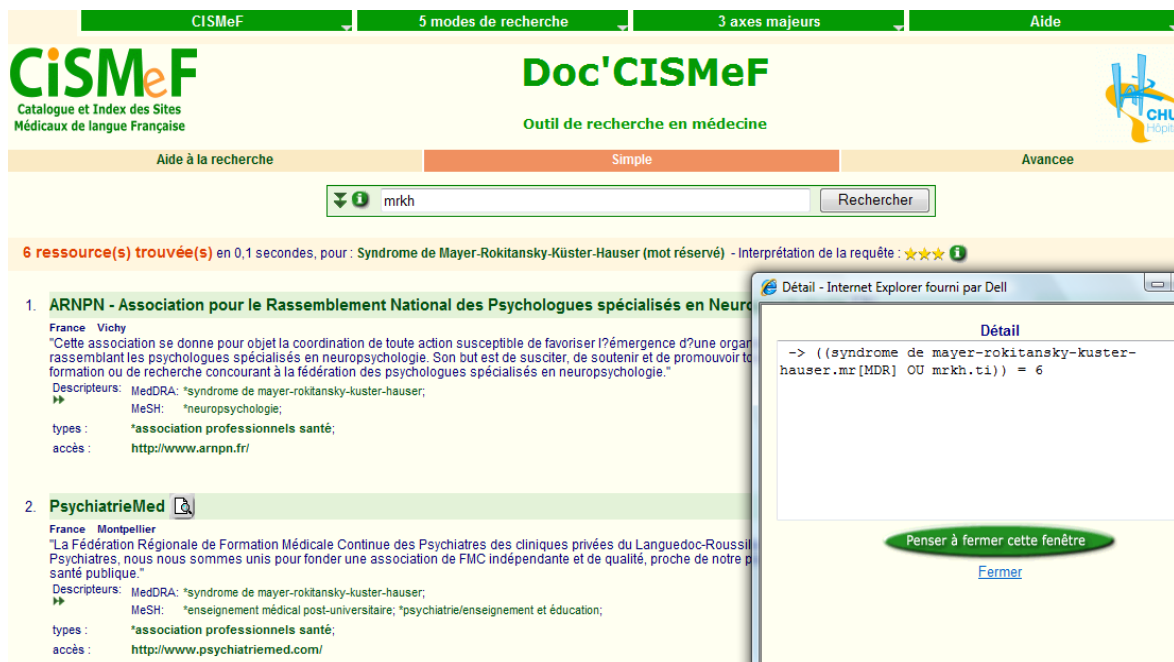 CISMeF 5 modes de recherche 3 axes majeurs Aide
CiSMeF
Catalogue et Index des Sites
Médicaux de langue Française
Doc'CISMeF
Outil de recherche en médecine
CHU
Hôpit
Aide à la recherche Simple Avancee
mrkh Rechercher
6 ressource(s) trouvée(s) en 0,1 secondes, pour : Syndrome de Mayer-Rokitansky-Küster-Hauser (mot réservé) - Interprétation de la requête :
1. ARNPN - Association pour le Rassemblement National des Psychologues spécialisés en Neuro
France Vichy
"Cette association se donne pour objet la coordination de toute action susceptible de favoriser l?émergence d?une organ
rassemblant les psychologues spécialisés en neuropsychologie. Son but est de susciter, de soutenir et de promouvoir to
formation ou de recherche concourant à la fédération des psychologues spécialisés en neuropsychologie."
Descripteurs: MedDRA: *syndrome de mayer-rokitansky-kuster-hauser;
MeSH: *neuropsychologie;
types : *association professionnels santé;
accès : http://www.arnpn.fr/
2. PsychiatrieMed
France Montpellier
"La Fédération Régionale de Formation Médicale Continue des Psychiatres des cliniques privées du Languedoc-Roussil
Psychiatres, nous nous sommes unis pour fonder une association de FMC indépendante et de qualité, proche de notre p
santé publique."
Descripteurs: MedDRA: *syndrome de mayer-rokitansky-kuster-hauser;
MeSH: *enseignement médical post-universitaire; *psychiatrie/enseignement et éducation;
types : *association professionnels santé;
accès : http://www.psychiatriemed.com/
Détail - Internet Explorer fourni par Dell
Détail
-> ((syndrome de mayer-rokitansky-kuster-
hauser.mr[MDR] OU mrkh.ti)) = 6
Penser à fermer cette fenêtre
Fermer